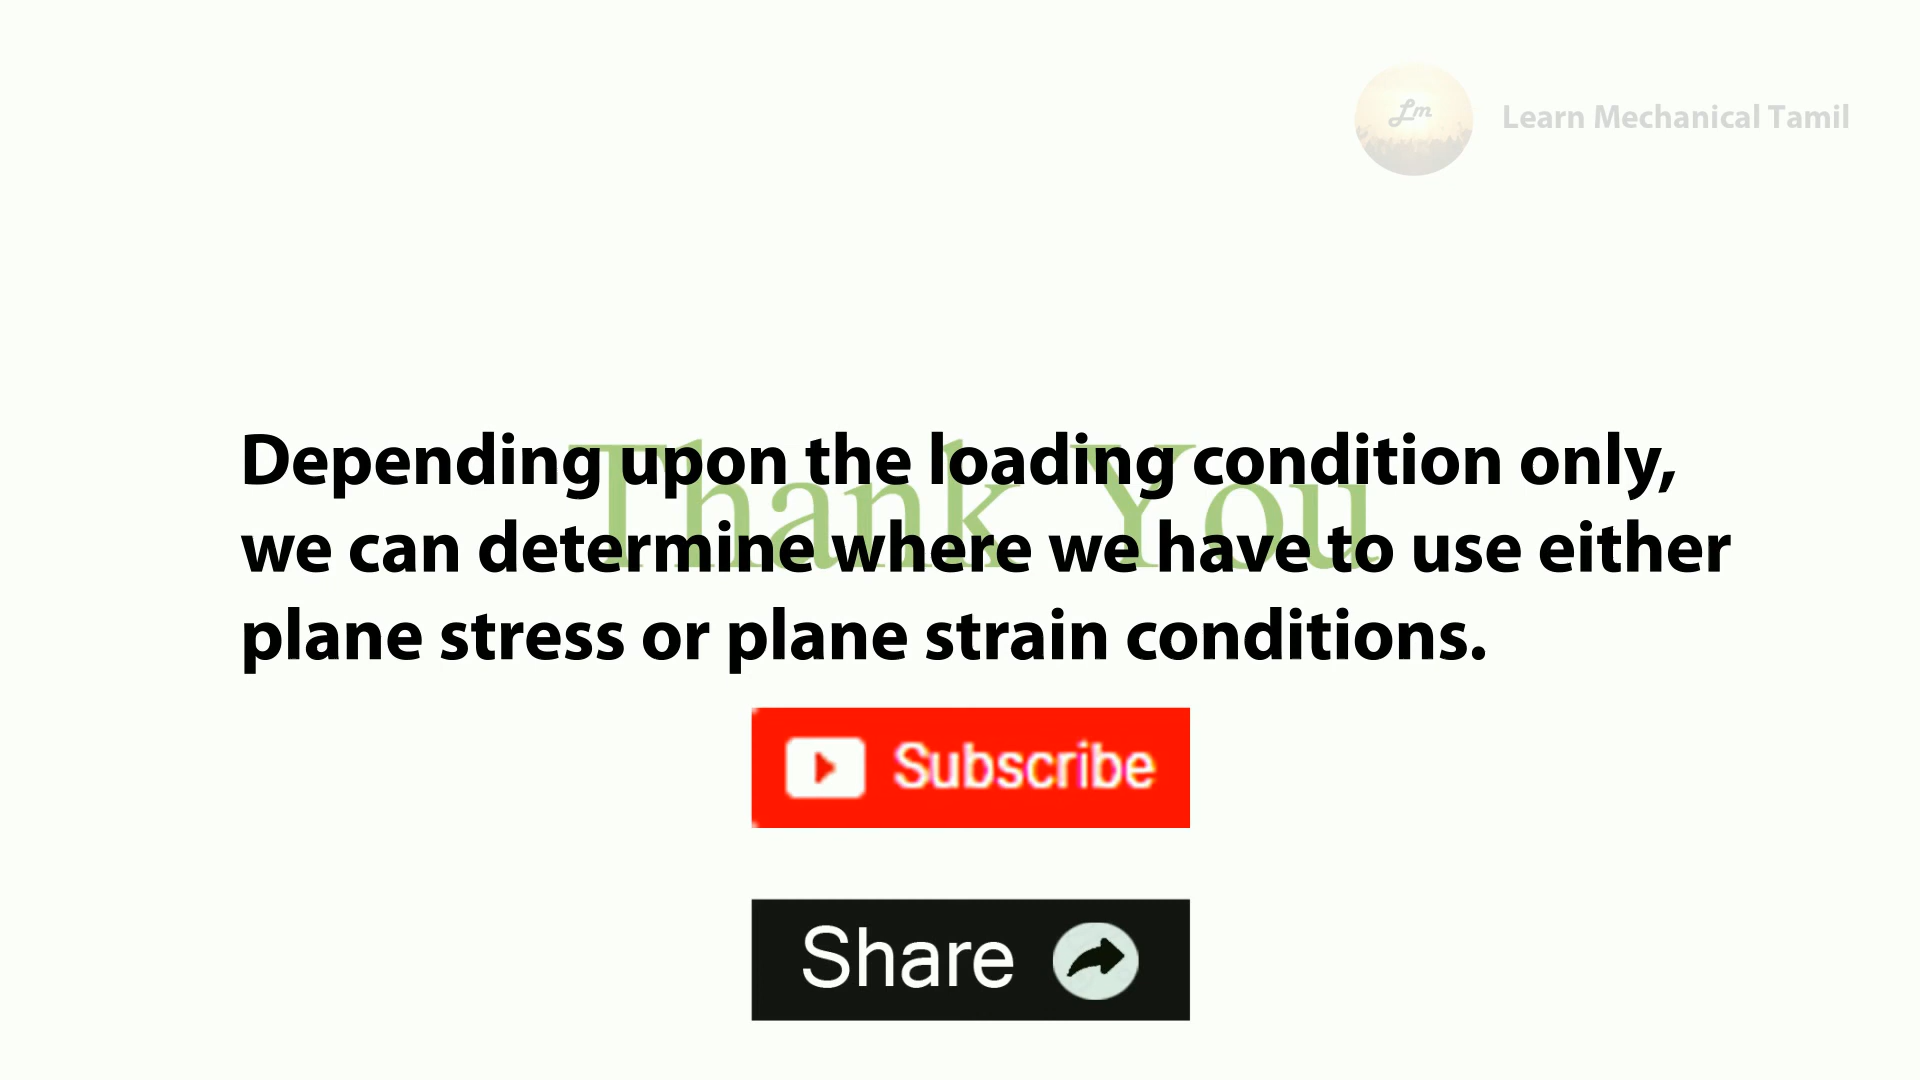 Lm
Learn Mechanical Tamil
Thank You
Depending upon the loading condition only,
we can determine where we have to use either
plane stress or plane strain conditions.
Subscribe
Share